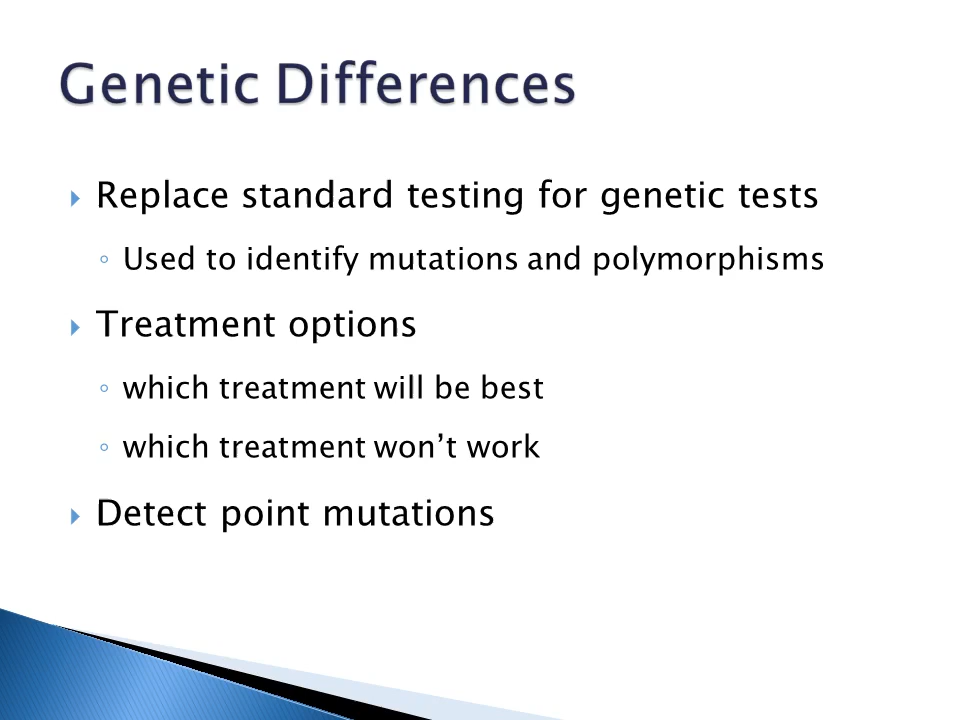 Genetic Differences
Replace standard testing for genetic tests
Used to identify mutations and polymorphisms
Treatment options
which treatment will be best
which treatment won’t work
Detect point mutations